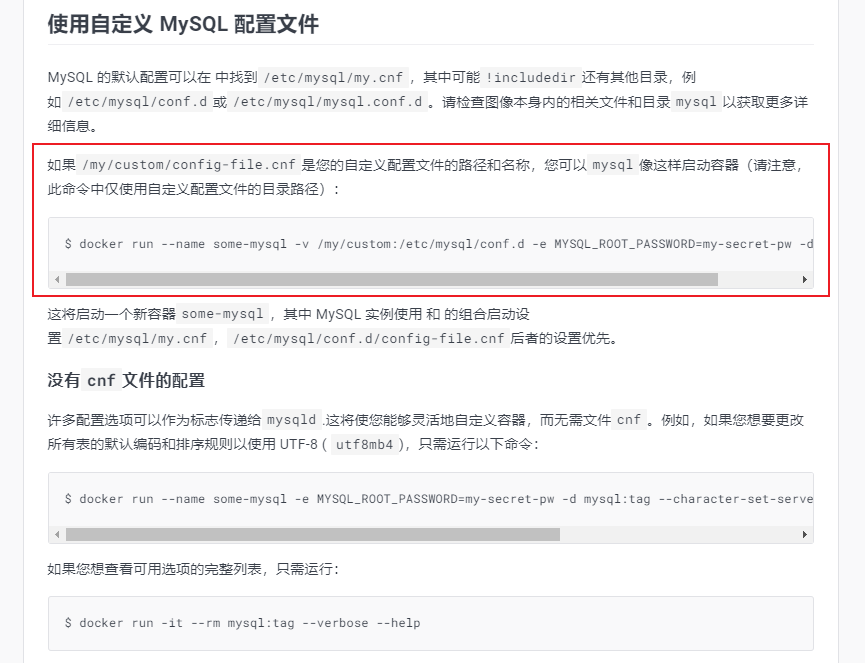 使用自定义 MySQL 配置文件
MySQL 的默认配置可以在 中找到 /etc/mysql/my.cnf ，其中可能 !includedir 还有其他目录，例
如 /etc/mysql/conf.d 或 /etc/mysql/mysql.conf.d 。请检查图像本身内的相关文件和目录 mysql 以获取更多详
细信息。
如果 /my/custom/config-file.cnf 是您的自定义配置文件的路径和名称，您可以 mysql 像这样启动容器（请注意，
此命令中仅使用自定义配置文件的目录路径）：
$ docker run --name some-mysql -v /my/custom:/etc/mysql/conf.d -e MYSQL_ROOT_PASSWORD=my-secret-pw -d
这将启动一个新容器 some-mysql ，其中 MySQL 实例使用 和 的组合启动设
置 /etc/mysql/my.cnf ， /etc/mysql/conf.d/config-file.cnf 后者的设置优先。
没有 cnf 文件的配置
许多配置选项可以作为标志传递给 mysqld .这将使您能够灵活地自定义容器，而无需文件 cnf 。例如，如果您想要更改
所有表的默认编码和排序规则以使用 UTF-8 ( utf8mb4 )，只需运行以下命令：
$ docker run --name some-mysql -e MYSQL_ROOT_PASSWORD=my-secret-pw -d mysql:tag --character-set-serve
如果您想查看可用选项的完整列表，只需运行：
$ docker run -it --rm mysql:tag --verbose --help